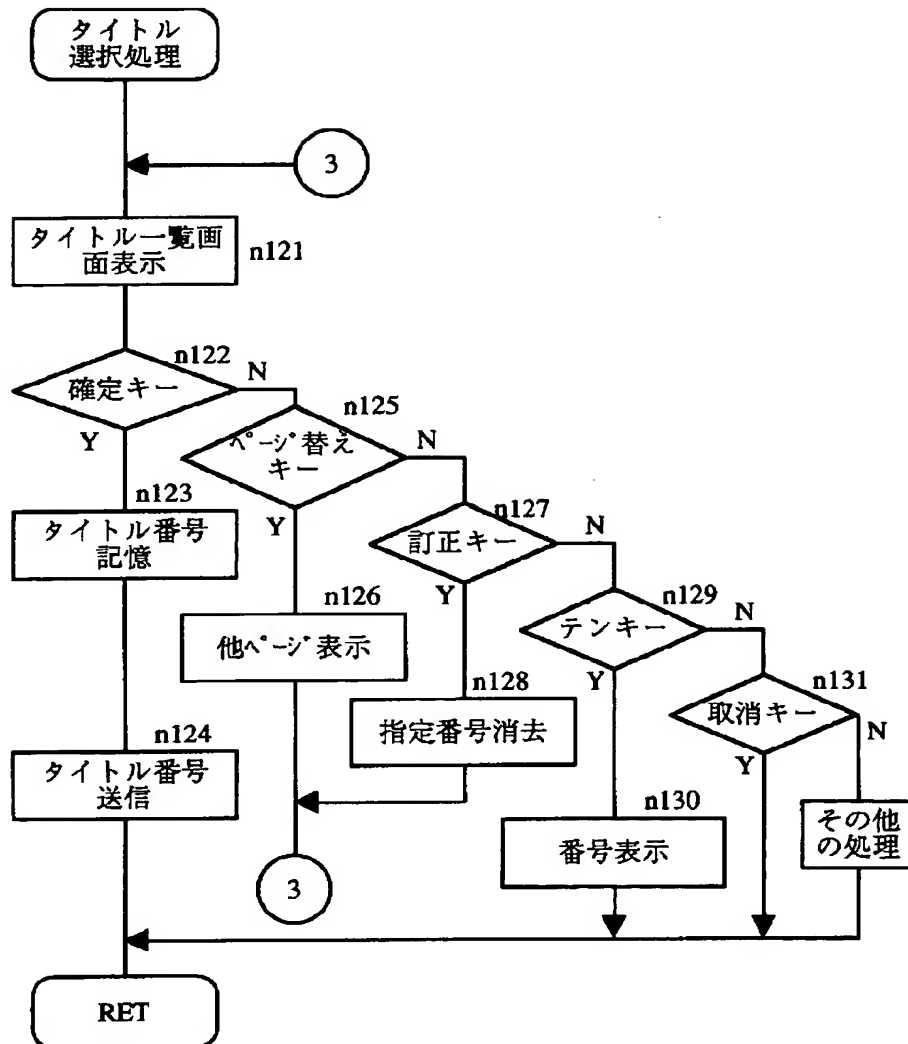 タイトル
選択処理
3
タイトル一覧画
面表示
n121
n122
確定キー
N
Y
n125
ページ替え
キー
N
Y
n123
タイトル番号
記憶
n127
訂正キー
N
Y
n126
他ページ表示
n129
テンキー
N
Y
n128
指定番号消去
n131
取消キー
N
Y
n124
タイトル番号
送信
n130
番号表示
その他
の処理
3
RET